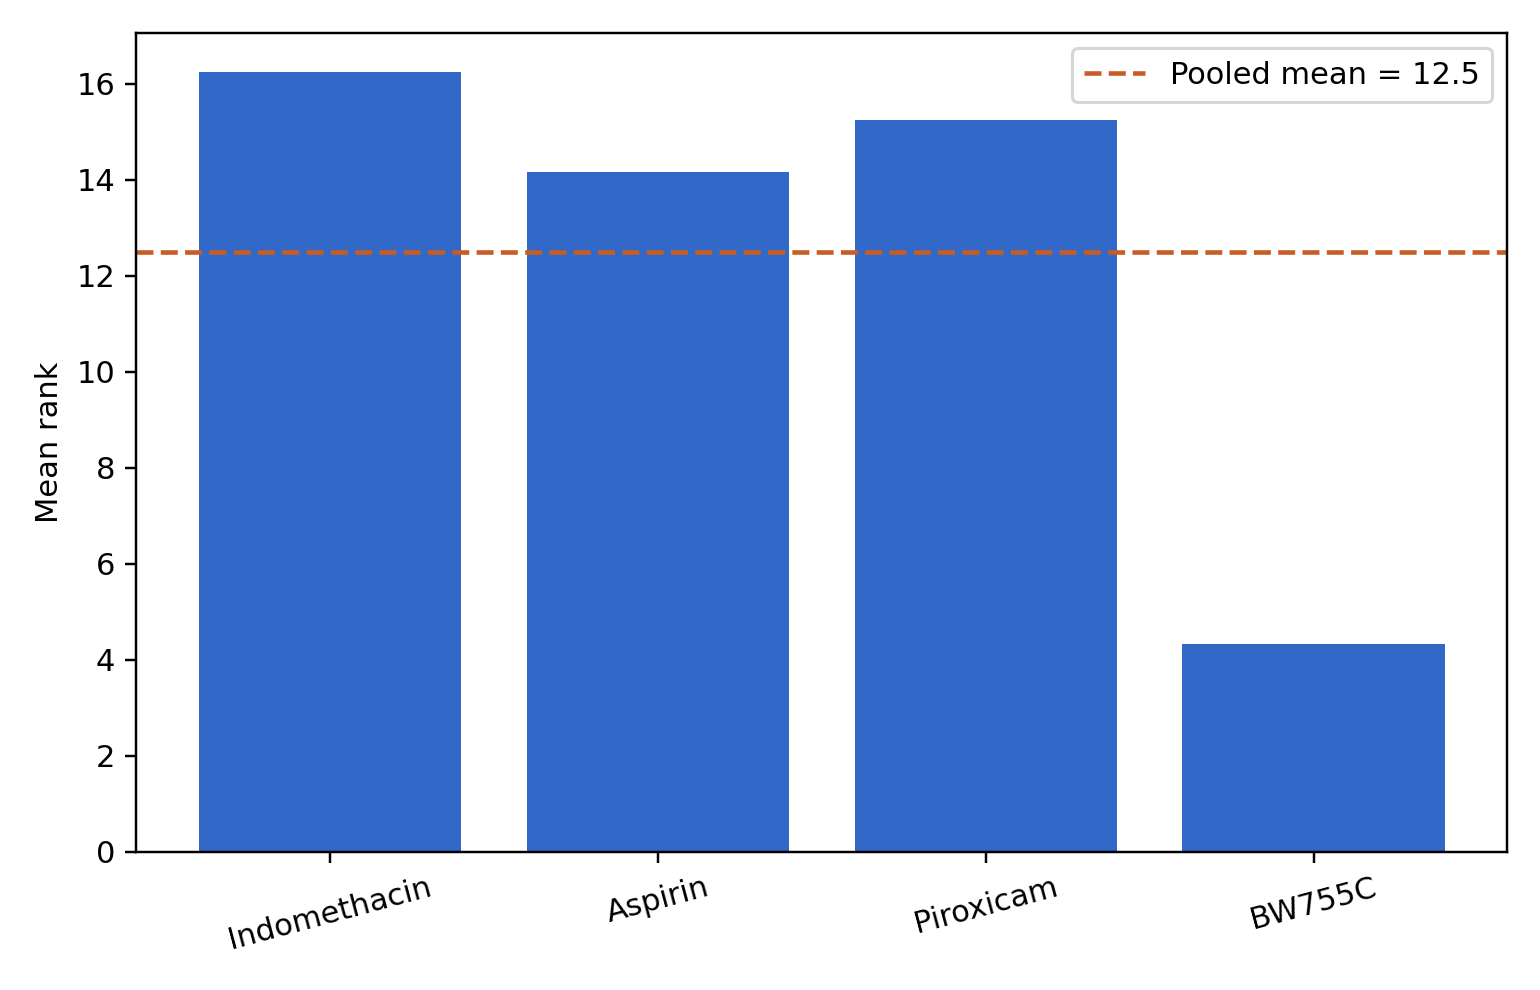 Pooled mean = 12.5
Mean rank
16
14
12
10
8
6
4
2
0
Indomethacin
Aspirin
Piroxicam
BW755C